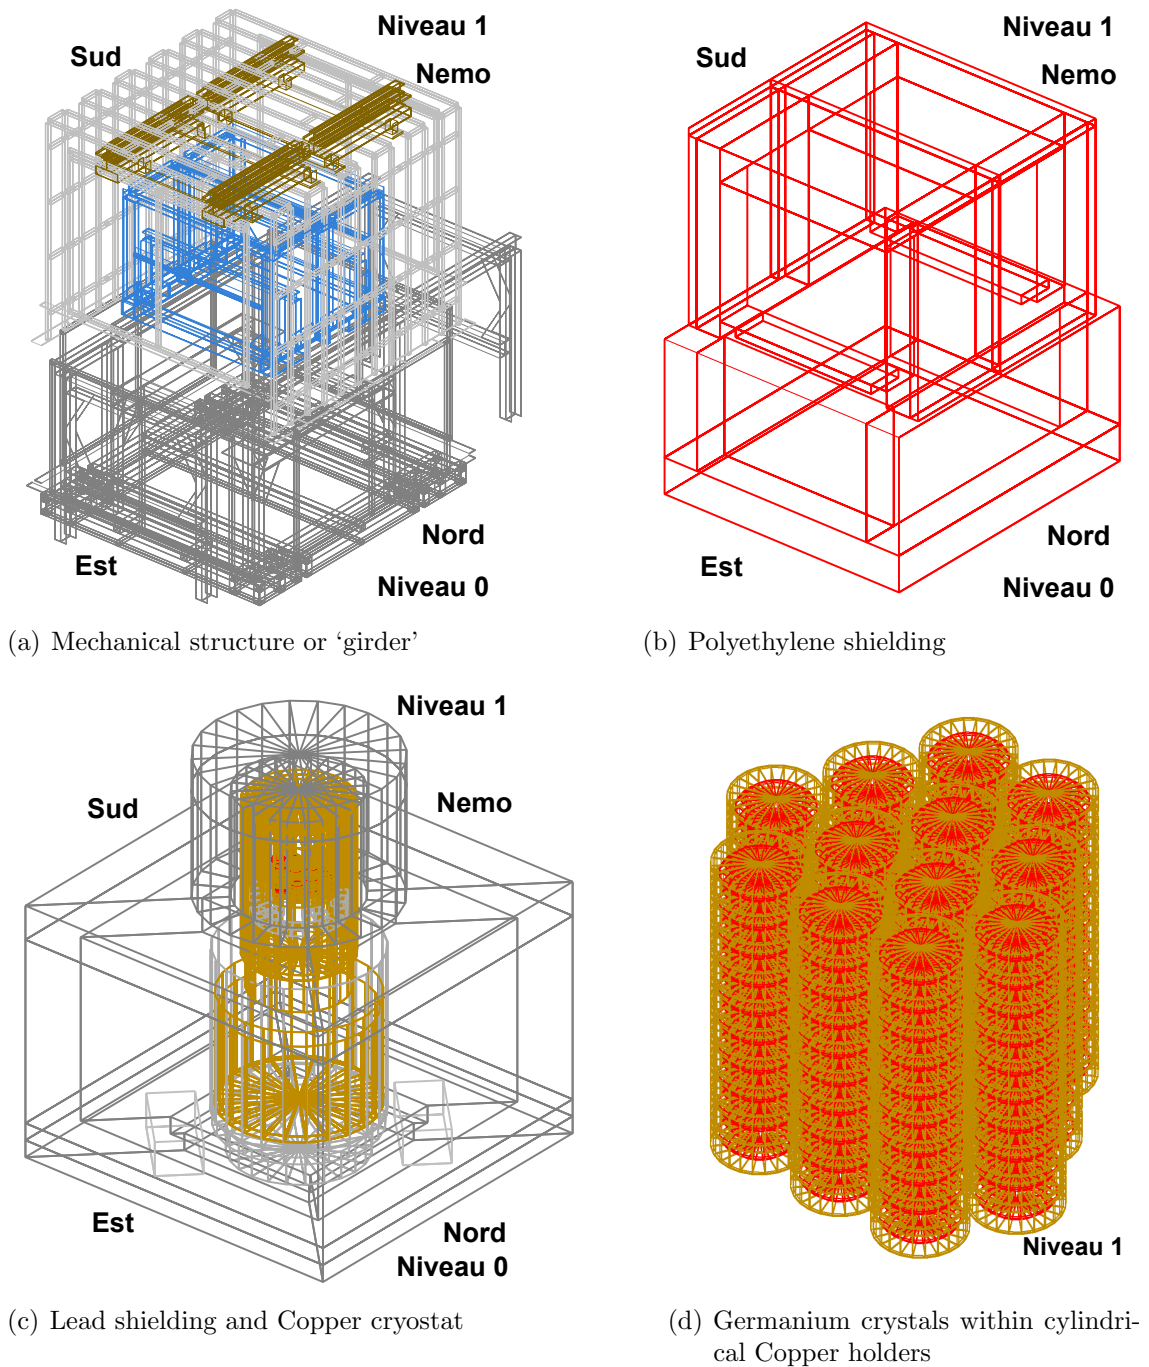 Niveau 1
Sud
Nemo
Est
Nord
Niveau 0
(a) Mechanical structure or ‘girder’
Niveau 1
Sud
Nemo
Est
Nord
Niveau 0
(b) Polyethylene shielding
Niveau 1
Sud
Nemo
Est
Nord
Niveau 0
(c) Lead shielding and Copper cryostat
Niveau 1
(d) Germanium crystals within cylindri-
cal Copper holders